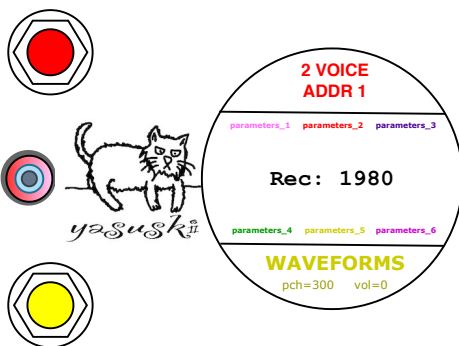 2 VOICE
ADDR 1
parameters_1 parameters_2 parameters_3
Rec: 1980
yasuski
parameters_4 parameters_5 parameters_6
WAVEFORMS
pch=300 vol=0